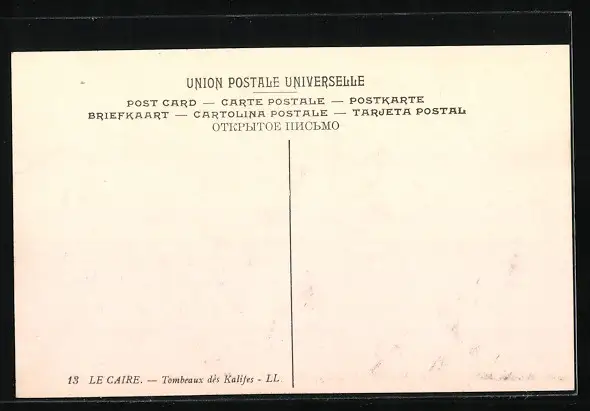 UNION POSTALE UNIVERSELLE
POST CARD — CARTE POSTALE — POSTKARTE
BRIEFKAART — CARTOLINA POSTALE — TARJETA POSTAL
ОТКРЫТОЕ ПИСЬМО
13 LE CAIRE. — Tombeaux dès Kalifes - LL.